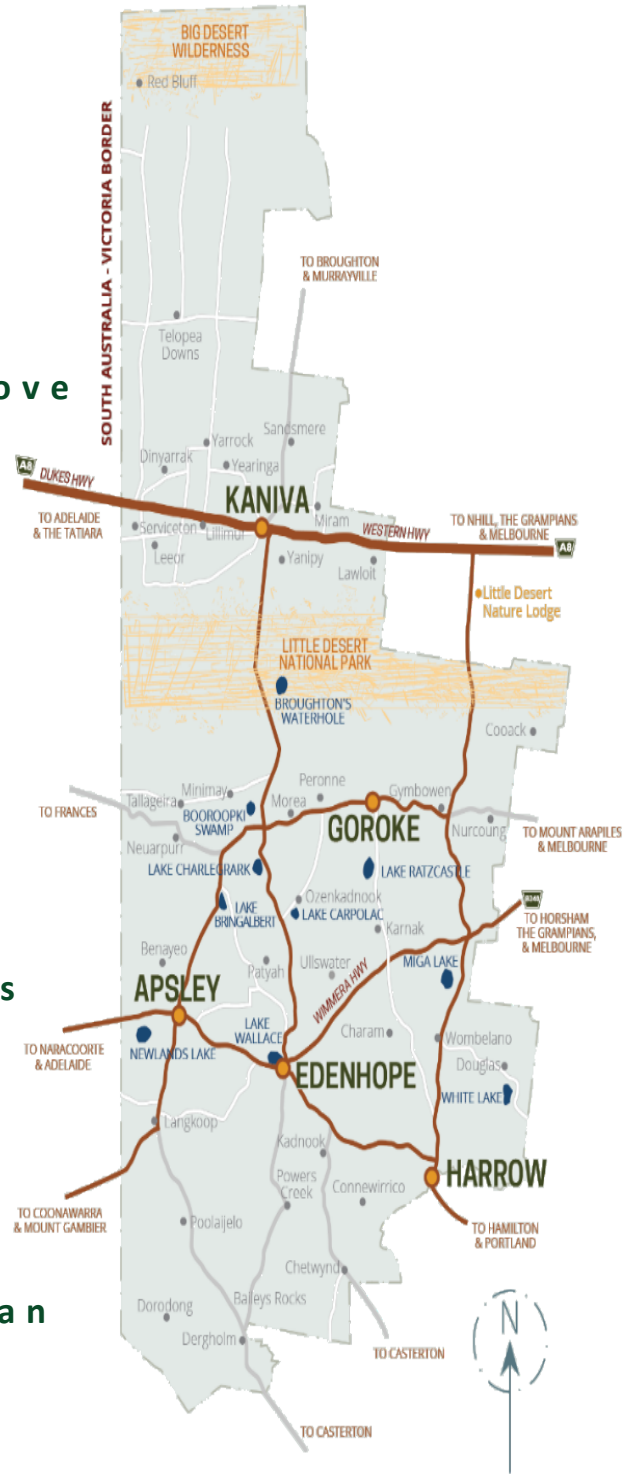 BIG DESERT
WILDERNESS
Red Bluff
SOUTH AUSTRALIA - VICTORIA BORDER
TO BROUGHTON
& MURRAYVILLE
Telopea
Downs
ove
Sandsmere
Yarrock
Dinyarrak
Yearinga
A8
DUKES HWY
KANIVA
TO ADELAIDE
& THE TATIARA
Serviceton
Lillimur
Miram
WESTERN HWY
TO NHILL, THE GRAMPIANS
& MELBOURNE
A8
Leeor
Yanipy
Lawloit
Little Desert
Nature Lodge
LITTLE DESERT
NATIONAL PARK
BROUGHTON'S
WATERHOLE
Cooack
TO FRANCES
Tallageira
Minimay
Peronne
Gymbowen
BOOROOPKI
SWAMP
Morea
GOROKE
Nurcoung
TO MOUNT ARAPILES
& MELBOURNE
Neuarpurr
LAKE CHARLEGRARK
LAKE RATZCASTLE
LAKE
BRINGALBERT
Ozenkadnook
LAKE CARPOLAC
Karnak
TO HORSHAM
THE GRAMPIANS,
& MELBOURNE
Benayeo
Patyah
Ullswater
WIMMERA HWY
MIGA LAKE
s
APSLEY
TO NARACOORTE
& ADELAIDE
NEWLANDS LAKE
LAKE
WALLACE
EDENHOPE
Charam
Wombelano
Douglas
WHITE LAKE
Langkoop
Kadnook
HARROW
Powers
Creek
Connewirrico
TO COONAWARRA
& MOUNT GAMBIER
Poolaijelo
TO HAMILTON
& PORTLAND
Chetwynd
Baileys Rocks
an
Dorodong
Dergholm
TO CASTERTON
N
TO CASTERTON